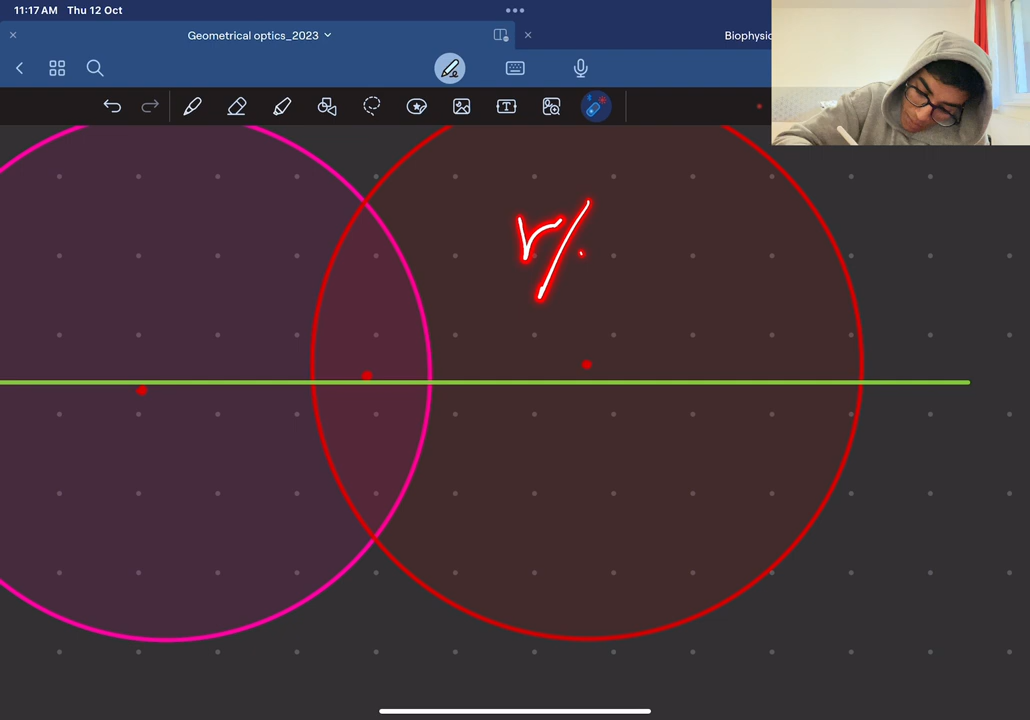 11:17 AM Thu 12 Oct
Geometrical optics_2023
Biophysic
T
r/.